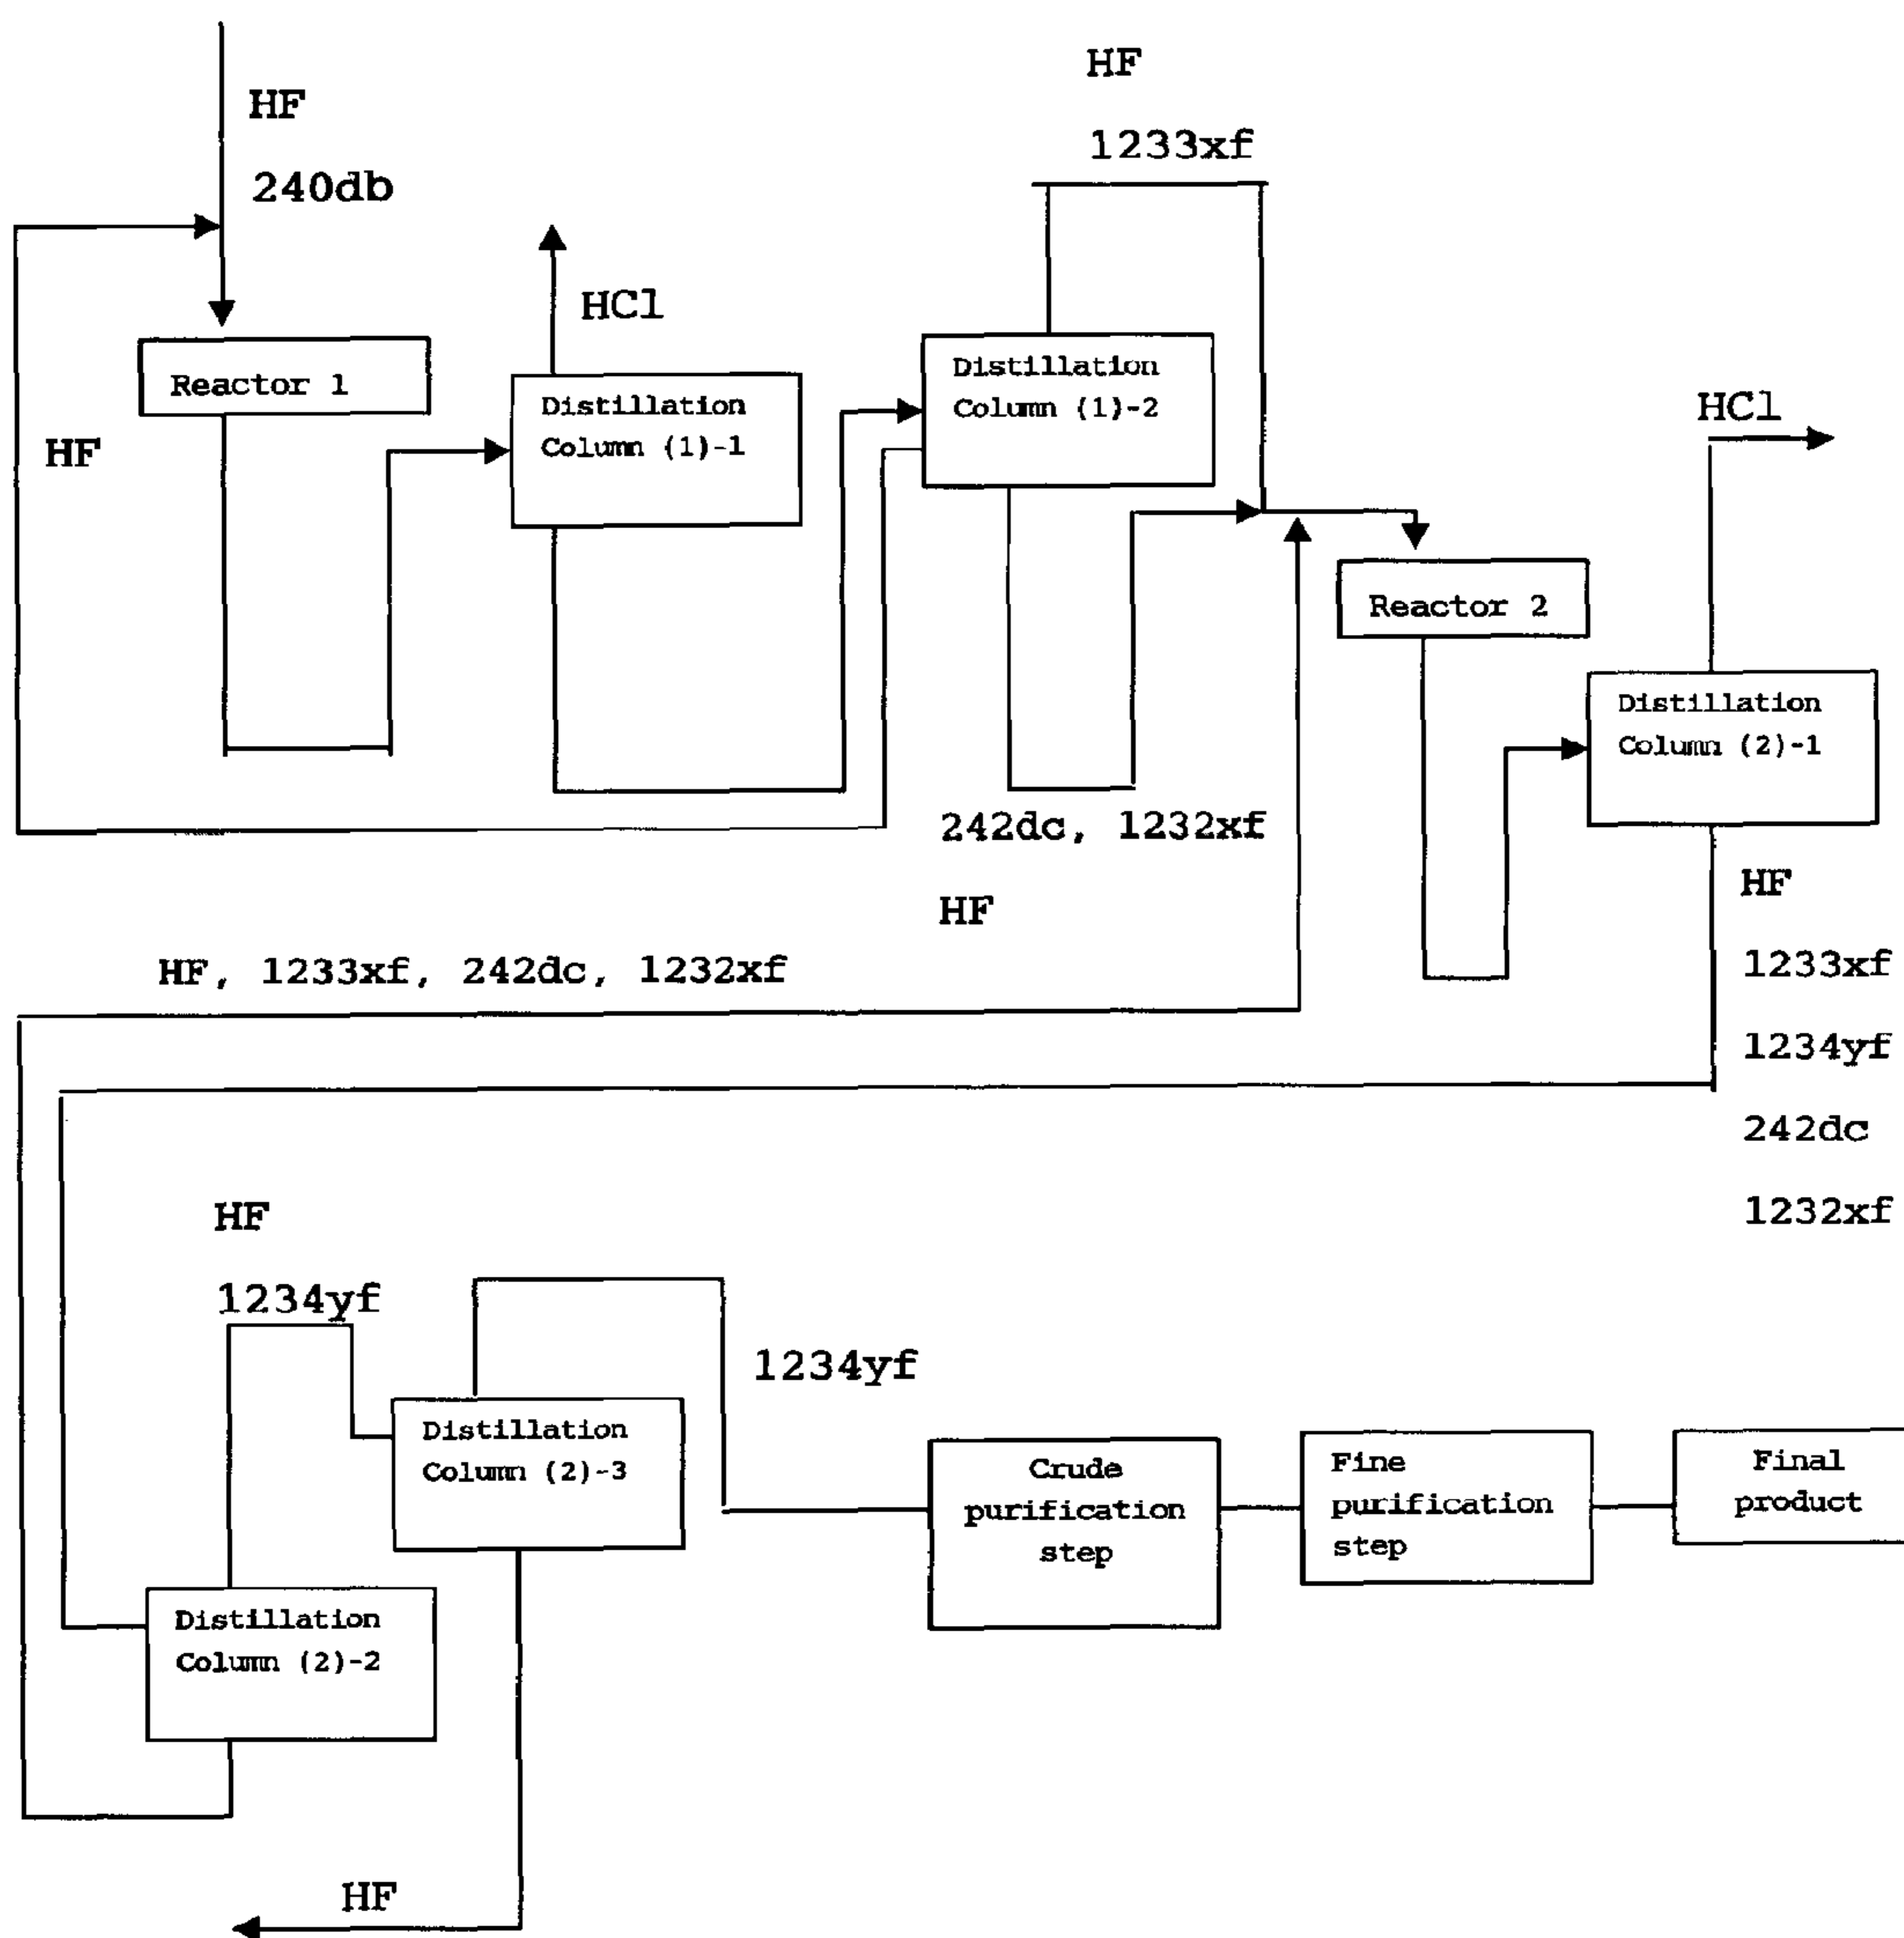 HF
HF
1233xf
240db
HCl
Reactor 1
Distillation
Column (1)-1
Distillation
Column (1)-2
HCl
HF
Reactor 2
Distillation
Column (2)-1
242dc, 1232xf
HF
HF
1233xf
1234yf
242dc
1232xf
HF, 1233xf, 242dc, 1232xf
HF
1234yf
1234yf
Distillation
Column (2)-3
Crude
purification
step
Fine
purification
step
Final
product
Distillation
Column (2)-2
HF